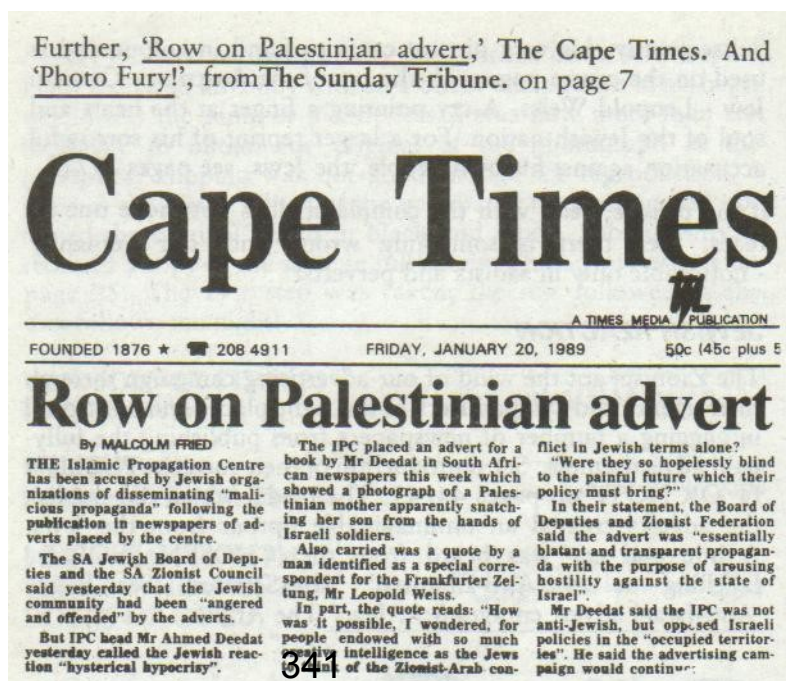 Further, 'Row on Palestinian advert,' The Cape Times. And
'Photo Fury!', fromThe Sunday Tribune. on page 7
Cape Times
A TIMES MEDIA PUBLICATION
FOUNDED 1876 ★ ☎ 208 4911 FRIDAY, JANUARY 20, 1989 50c (45c plus 5
Row on Palestinian advert
By MALCOLM FRIED
THE Islamic Propagation Centre
has been accused by Jewish orga-
nizations of disseminating "mali-
cious propaganda" following the
publication in newspapers of ad-
verts placed by the centre.
The SA Jewish Board of Depu-
ties and the SA Zionist Council
said yesterday that the Jewish
community had been "angered
and offended" by the adverts.
But IPC head Mr Ahmed Deedat
yesterday called the Jewish reac-
tion "hysterical hypocrisy".
The IPC placed an advert for a
book by Mr Deedat in South Afri-
can newspapers this week which
showed a photograph of a Pales-
tinian mother apparently snatch-
ing her son from the hands of
Israeli soldiers.
Also carried was a quote by a
man identified as a special corre-
spondent for the Frankfurter Zei-
tung, Mr Leopold Weiss.
In part, the quote reads: "How
was it possible, I wondered, for
people endowed with so much
creative intelligence as the Jews
of the Zionist-Arab con-
341
flict in Jewish terms alone?
"Were they so hopelessly blind
to the painful future which their
policy must bring?"
In their statement, the Board of
Deputies and Zionist Federation
said the advert was "essentially
blatant and transparent propagan-
da with the purpose of arousing
hostility against the state of
Israel".
Mr Deedat said the IPC was not
anti-Jewish, but opposed Israeli
policies in the "occupied territor-
ies". He said the advertising cam-
paign would continue.